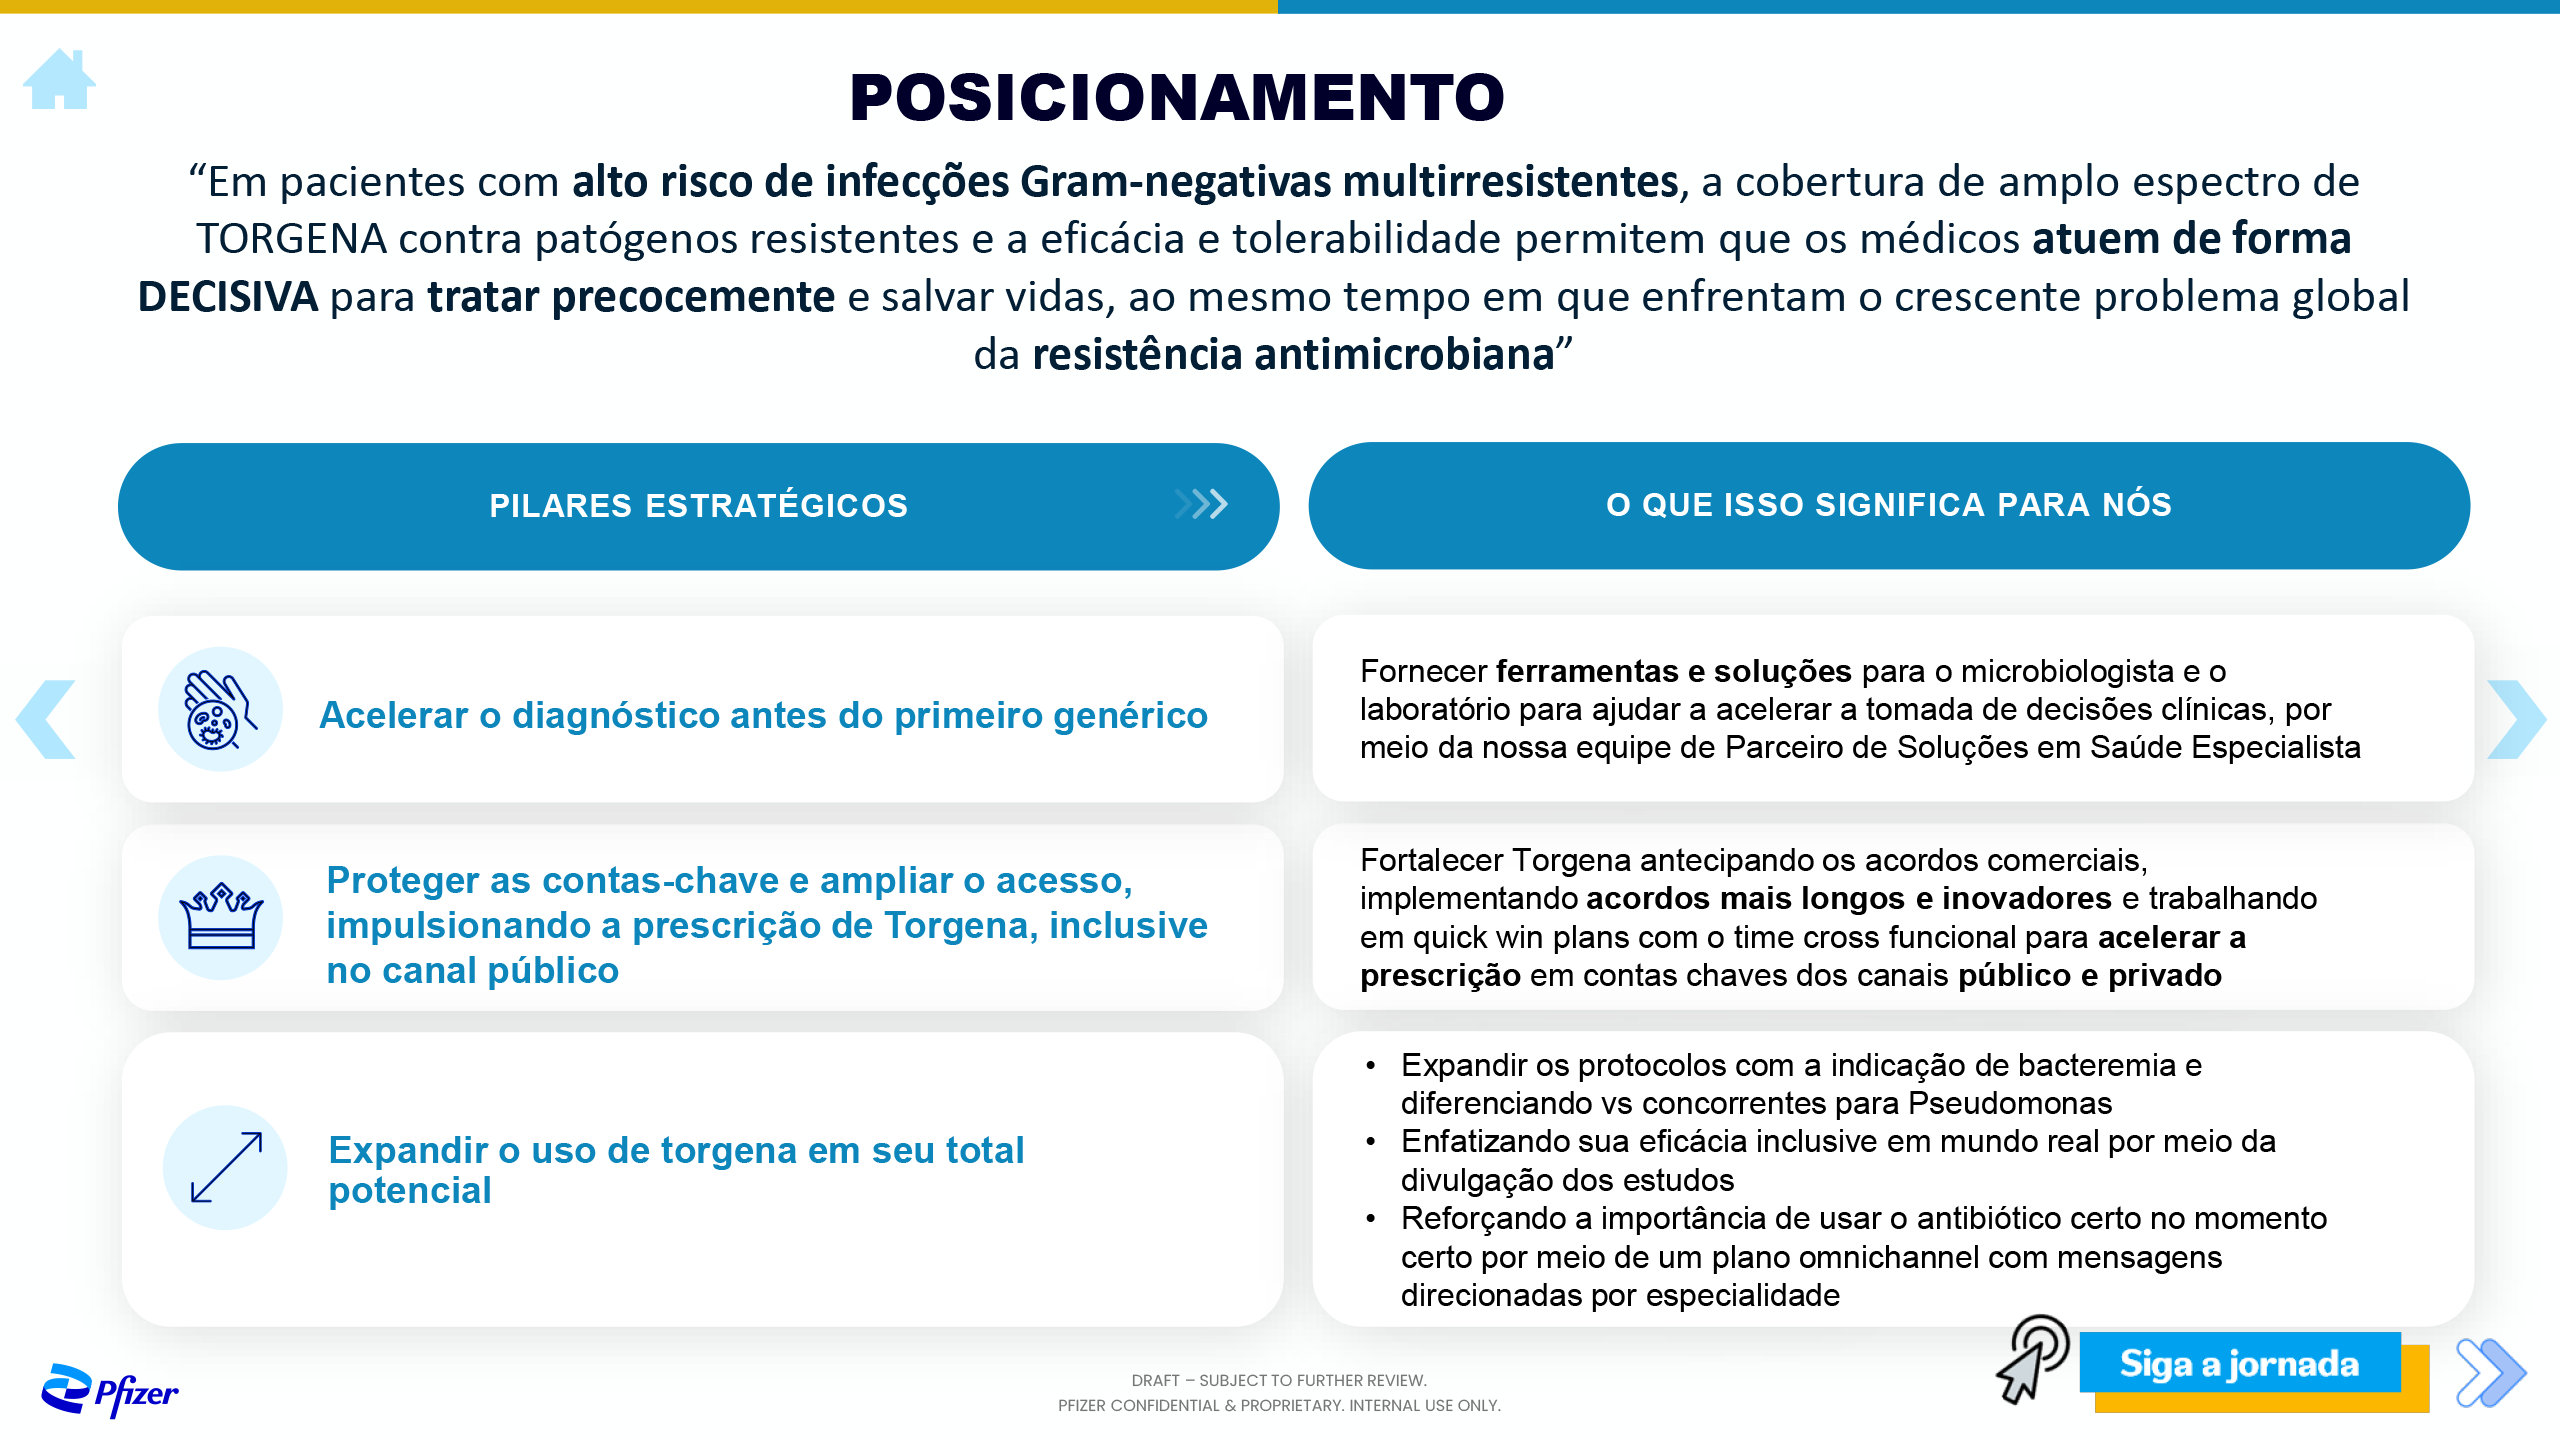 POSICIONAMENTO
“Em pacientes com alto risco de infecções Gram-negativas multirresistentes, a cobertura de amplo espectro de
TORGENA contra patógenos resistentes e a eficácia e tolerabilidade permitem que os médicos atuem de forma
DECISIVA para tratar precocemente e salvar vidas, ao mesmo tempo em que enfrentam o crescente problema global
da resistência antimicrobiana”
PILARES ESTRATÉGICOS
O QUE ISSO SIGNIFICA PARA NÓS
Acelerar o diagnóstico antes do primeiro genérico
Fornecer ferramentas e soluções para o microbiologista e o
laboratório para ajudar a acelerar a tomada de decisões clínicas, por
meio da nossa equipe de Parceiro de Soluções em Saúde Especialista
Proteger as contas-chave e ampliar o acesso,
impulsionando a prescrição de Torgena, inclusive
no canal público
Fortalecer Torgena antecipando os acordos comerciais,
implementando acordos mais longos e inovadores e trabalhando
em quick win plans com o time cross funcional para acelerar a
prescrição em contas chaves dos canais público e privado
Expandir o uso de torgena em seu total
potencial
• Expandir os protocolos com a indicação de bacteremia e
diferenciando vs concorrentes para Pseudomonas
• Enfatizando sua eficácia inclusive em mundo real por meio da
divulgação dos estudos
• Reforçando a importância de usar o antibiótico certo no momento
certo por meio de um plano omnichannel com mensagens
direcionadas por especialidade
Siga a jornada
Pfizer
DRAFT – SUBJECT TO FURTHER REVIEW.
PFIZER CONFIDENTIAL & PROPRIETARY. INTERNAL USE ONLY.